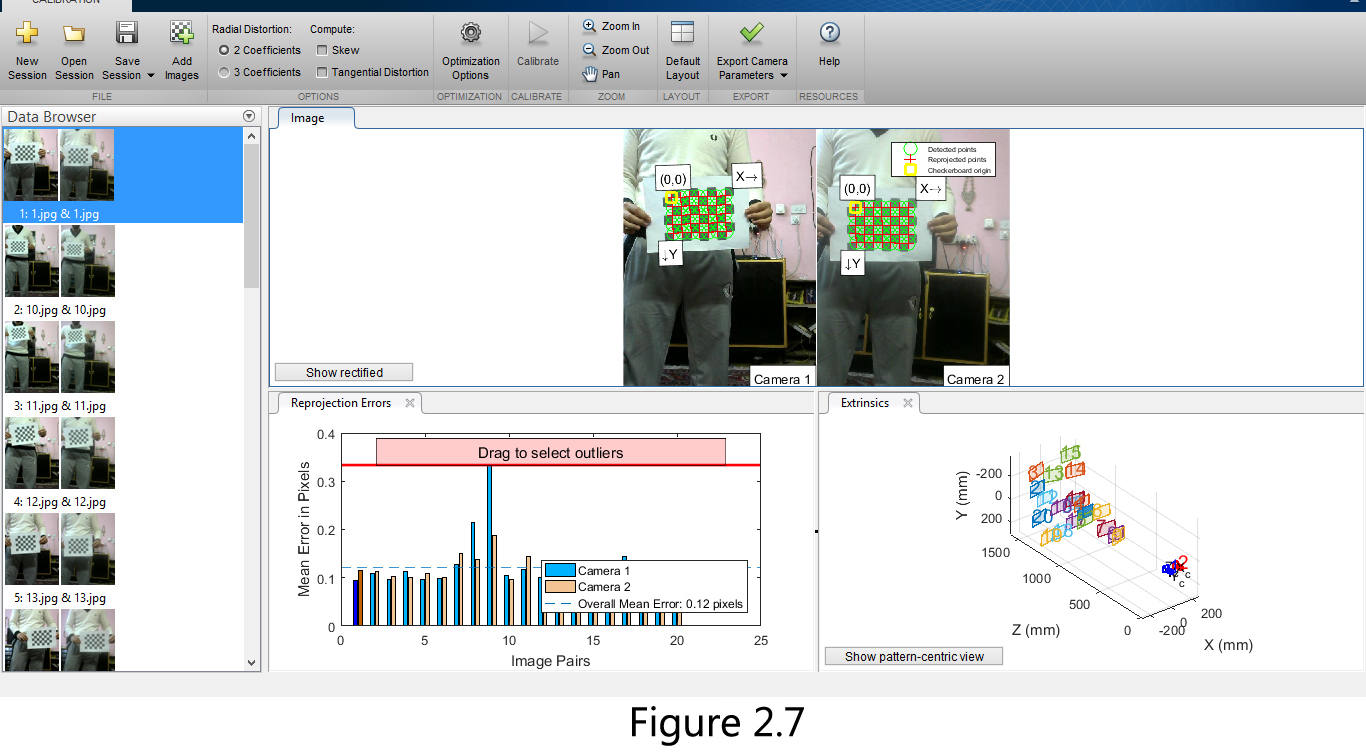 CALIBRATION
New
Session
Open
Session
Save
Session
Add
Images
FILE
Radial Distortion:
Compute:
2 Coefficients
Skew
3 Coefficients
Tangential Distortion
OPTIONS
Optimization
Options
OPTIMIZATION
Calibrate
CALIBRATE
Zoom In
Zoom Out
Pan
ZOOM
Default
Layout
LAYOUT
Export Camera
Parameters
EXPORT
Help
RESOURCES
Data Browser
1: 1.jpg & 1.jpg
2: 10.jpg & 10.jpg
3: 11.jpg & 11.jpg
4: 12.jpg & 12.jpg
5: 13.jpg & 13.jpg
Image
(0,0)
X→
↓Y
Camera 1
Detected points
Reprojected points
Checkerboard origin
(0,0)
X→
↓Y
Camera 2
Show rectified
Reprojection Errors
Drag to select outliers
Mean Error in Pixels
0.4
0.3
0.2
0.1
0
0 5 10 15 20 25
Image Pairs
Camera 1
Camera 2
Overall Mean Error: 0.12 pixels
Extrinsics
Y (mm)
-200
0
200
1500
1000
500
0
Z (mm)
-200
0
200
X (mm)
15
13
14
20
Show pattern-centric view
Figure 2.7